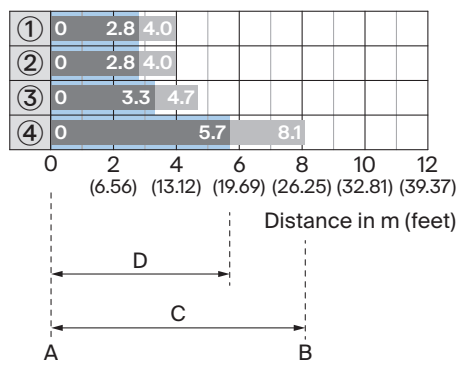 ① 0 2.8 4.0
② 0 2.8 4.0
③ 0 3.3 4.7
④ 0 5.7 8.1
0 2 4 6 8 10 12
(6.56) (13.12) (19.69) (26.25) (32.81) (39.37)
Distance in m (feet)
D
C
A B